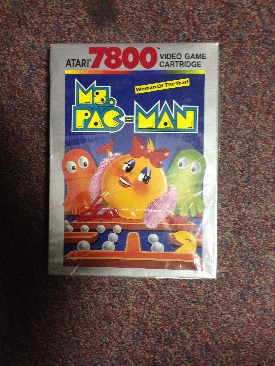 ATARI 7800 VIDEO GAME
CARTRIDGE
Woman Of The Year!
Ms.
PAC-MAN